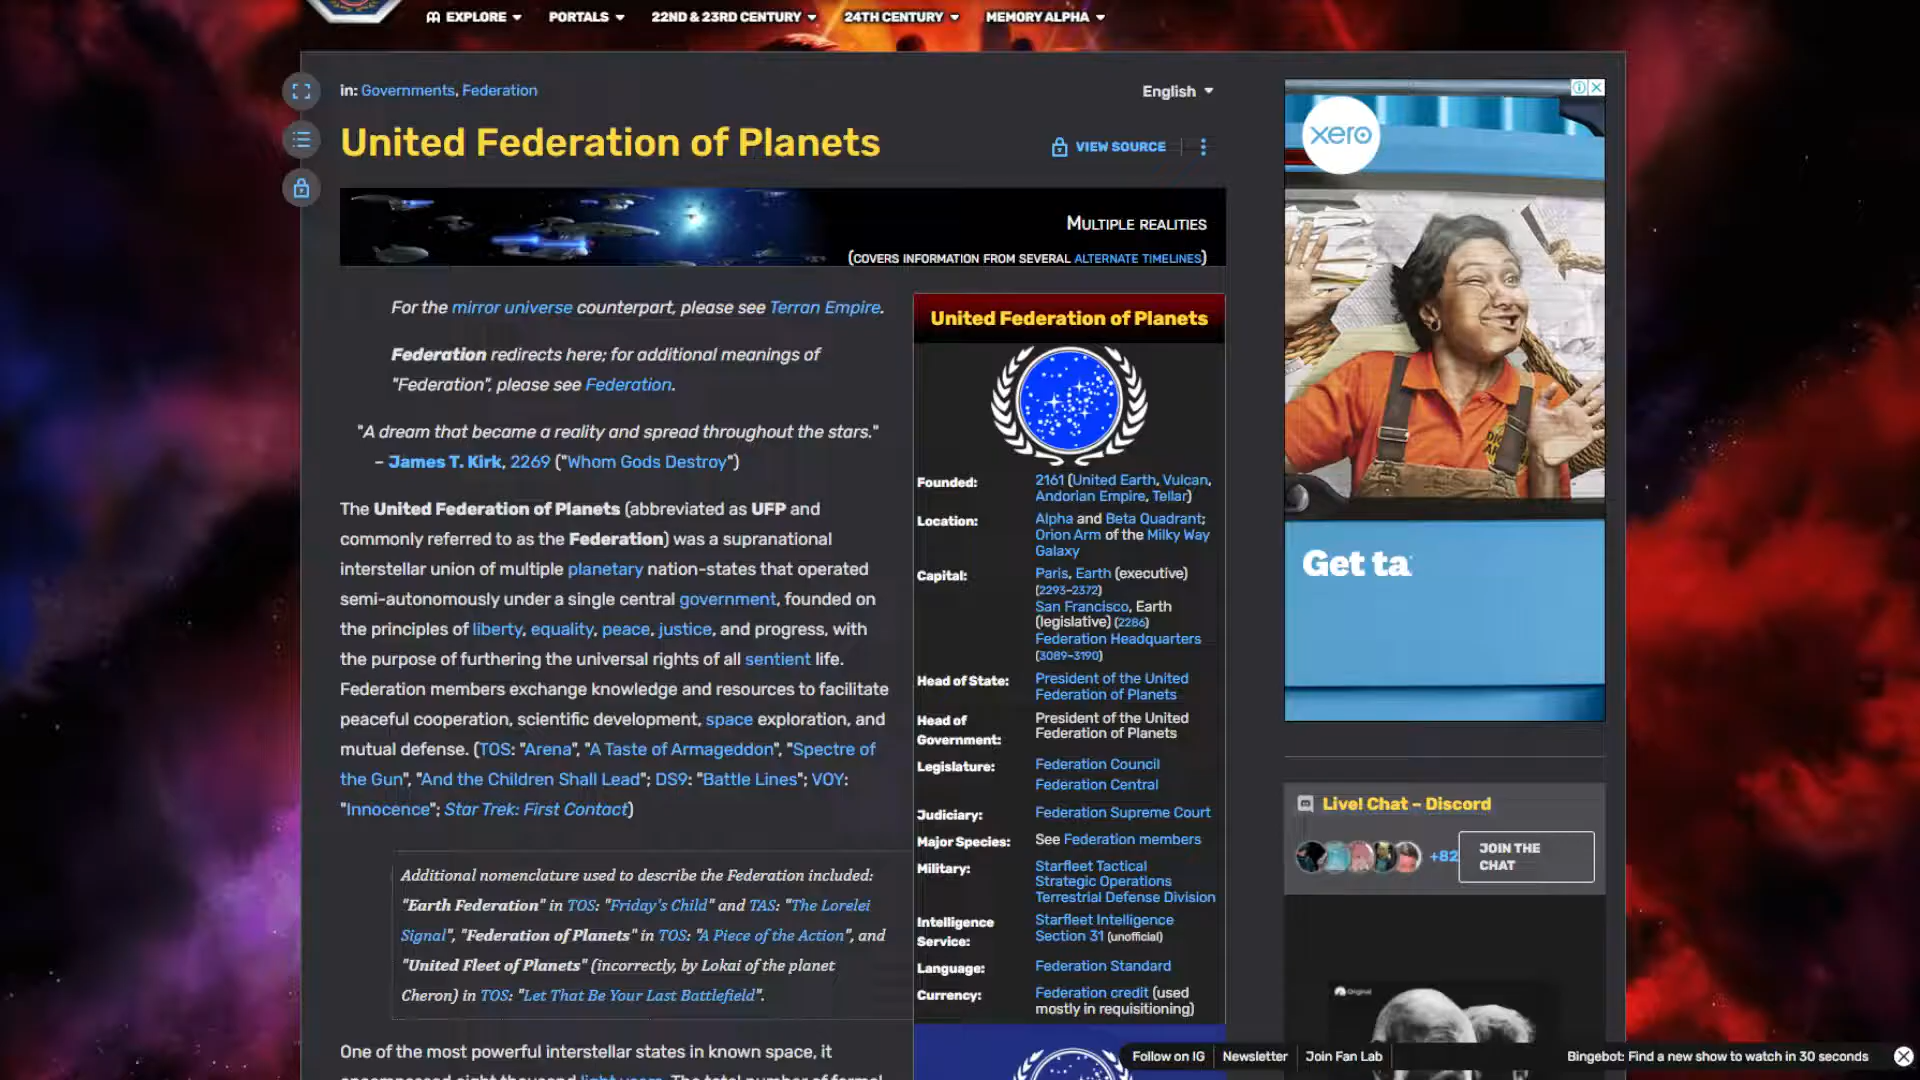 EXPLORE
PORTALS
22ND & 23RD CENTURY
24TH CENTURY
MEMORY ALPHA
in: Governments, Federation
English
United Federation of Planets
VIEW SOURCE
MULTIPLE REALITIES
(COVERS INFORMATION FROM SEVERAL ALTERNATE TIMELINES)
For the mirror universe counterpart, please see Terran Empire.
Federation redirects here; for additional meanings of
"Federation", please see Federation.
"A dream that became a reality and spread throughout the stars."
– James T. Kirk, 2269 ("Whom Gods Destroy")
The United Federation of Planets (abbreviated as UFP and
commonly referred to as the Federation) was a supranational
interstellar union of multiple planetary nation-states that operated
semi-autonomously under a single central government, founded on
the principles of liberty, equality, peace, justice, and progress, with
the purpose of furthering the universal rights of all sentient life.
Federation members exchange knowledge and resources to facilitate
peaceful cooperation, scientific development, space exploration, and
mutual defense. (TOS: "Arena", "A Taste of Armageddon", "Spectre of
the Gun", "And the Children Shall Lead"; DS9: "Battle Lines"; VOY:
"Innocence"; Star Trek: First Contact)
Additional nomenclature used to describe the Federation included:
"Earth Federation" in TOS: "Friday's Child" and TAS: "The Lorelei
Signal", "Federation of Planets" in TOS: "A Piece of the Action", and
"United Fleet of Planets" (incorrectly, by Lokai of the planet
Cheron) in TOS: "Let That Be Your Last Battlefield".
One of the most powerful interstellar states in known space, it
encompassed eight thousand light years. The total number of formal
United Federation of Planets
Founded:
2161 (United Earth, Vulcan,
Andorian Empire, Tellar)
Location:
Alpha and Beta Quadrant;
Orion Arm of the Milky Way
Galaxy
Capital:
Paris, Earth (executive)
(2293–2372)
San Francisco, Earth
(legislative) (2286)
Federation Headquarters
(3089–3190)
Head of State:
President of the United
Federation of Planets
Head of
Government:
President of the United
Federation of Planets
Legislature:
Federation Council
Federation Central
Judiciary:
Federation Supreme Court
Major Species:
See Federation members
Military:
Starfleet Tactical
Strategic Operations
Terrestrial Defense Division
Intelligence
Service:
Starfleet Intelligence
Section 31 (unofficial)
Language:
Federation Standard
Currency:
Federation credit (used
mostly in requisitioning)
xero
Get ta
Live! Chat – Discord
+82
JOIN THE
CHAT
Original
Follow on IG
Newsletter
Join Fan Lab
Bingebot: Find a new show to watch in 30 seconds